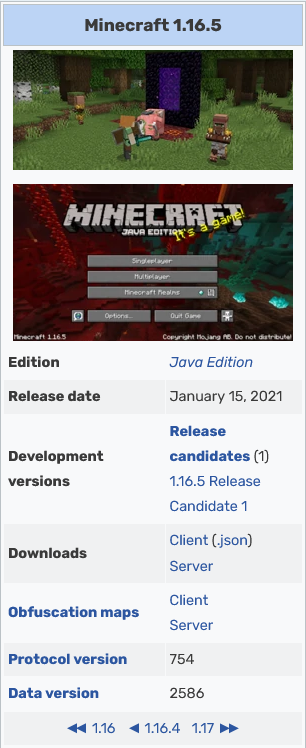 Minecraft 1.16.5
MINECRAFT
JAVA EDITION
It's a game!
Singleplayer
Multiplayer
Minecraft Realms
Options...
Quit Game
Minecraft 1.16.5
Copyright Mojang AB. Do not distribute!
Edition
Java Edition
Release date
January 15, 2021
Development
versions
Release
candidates (1)
1.16.5 Release
Candidate 1
Downloads
Client (.json)
Server
Obfuscation maps
Client
Server
Protocol version
754
Data version
2586
◄◄ 1.16 ◄ 1.16.4 1.17 ►►